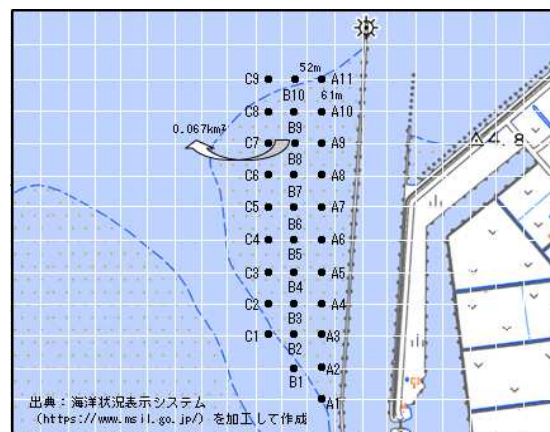 52m
C9 A11
B10 61m
C8 A10
0.067km² B9
C7 A9
B8
C6 A8
B7
C5 A7
B6
C4 A6
B5
C3 A5
B4
C2 A4
B3
C1 A3
B2
A2
B1
A1
4.8
出典：海洋状況表示システム
（https://www.msil.go.jp/）を加工して作成